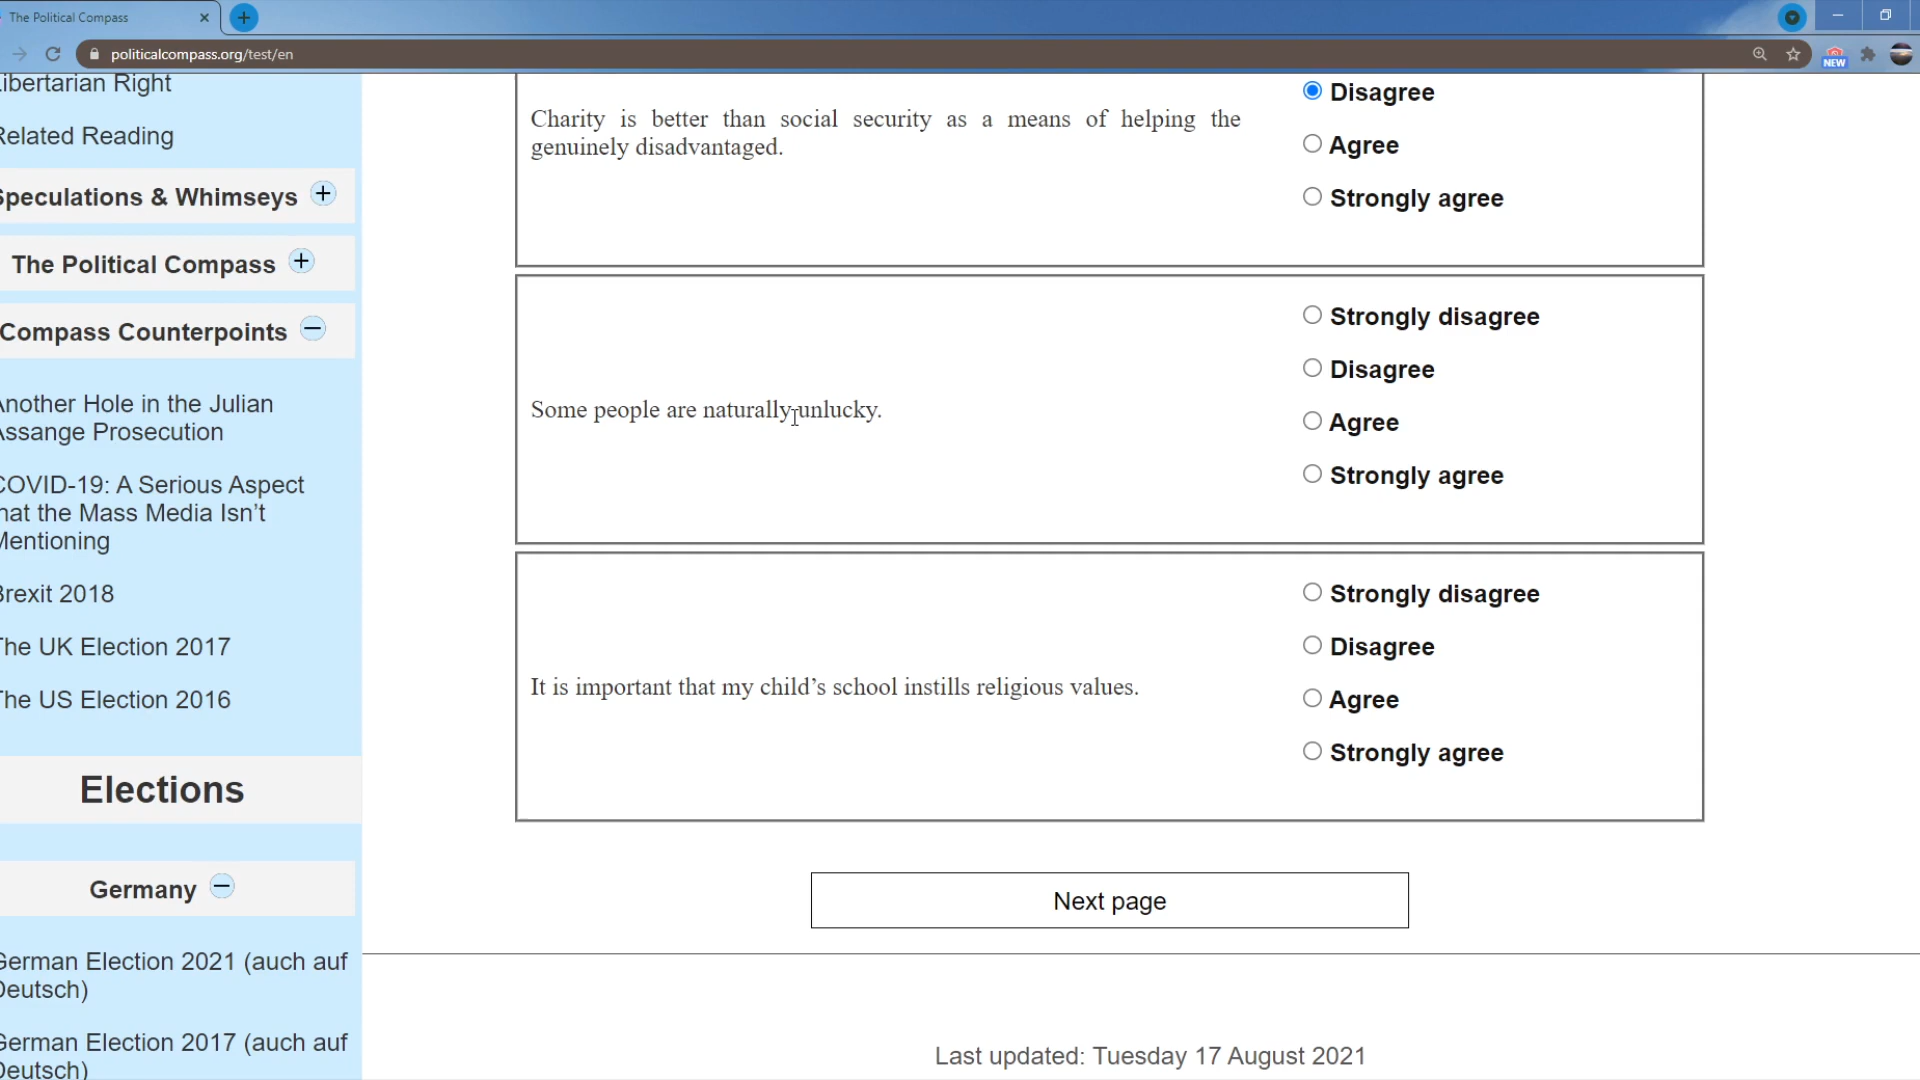 The Political Compass
politicalcompass.org/test/en
NEW
ibertarian Right
Related Reading
Speculations & Whimseys
The Political Compass
Compass Counterpoints
Another Hole in the Julian
Assange Prosecution
COVID-19: A Serious Aspect
hat the Mass Media Isn't
Mentioning
Brexit 2018
The UK Election 2017
The US Election 2016
Elections
Germany
German Election 2021 (auch auf
Deutsch)
German Election 2017 (auch auf
Deutsch)
Charity is better than social security as a means of helping the
genuinely disadvantaged.
Disagree
Agree
Strongly agree
Some people are naturally unlucky.
Strongly disagree
Disagree
Agree
Strongly agree
It is important that my child’s school instills religious values.
Strongly disagree
Disagree
Agree
Strongly agree
Next page
Last updated: Tuesday 17 August 2021